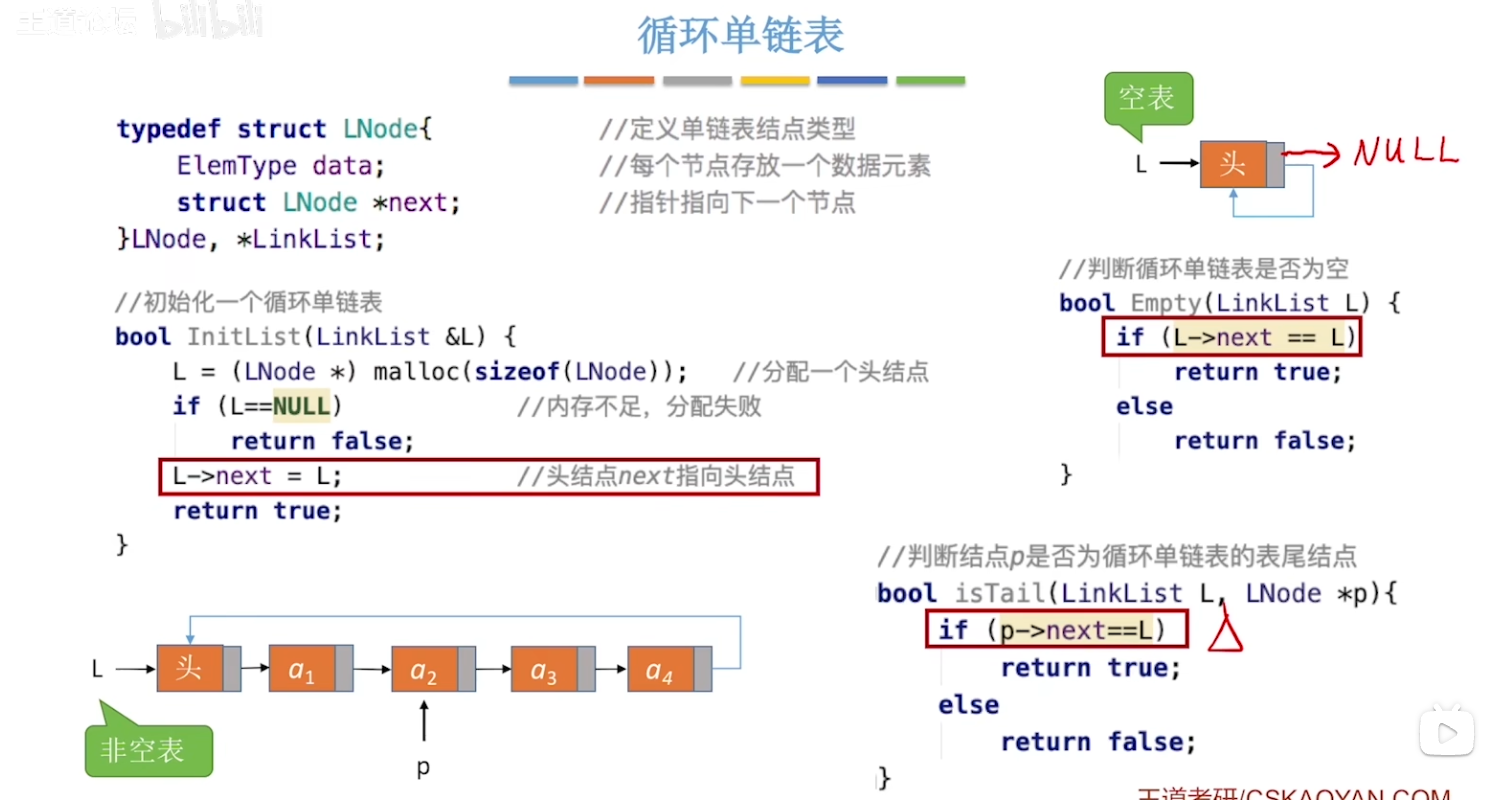 王道论坛 bilibili
循环单链表
typedef struct LNode{ //定义单链表结点类型
ElemType data; //每个节点存放一个数据元素
struct LNode *next; //指针指向下一个节点
}LNode, *LinkList;
//初始化一个循环单链表
bool InitList(LinkList &L) {
L = (LNode *) malloc(sizeof(LNode)); //分配一个头结点
if (L==NULL) //内存不足，分配失败
return false;
L->next = L; //头结点next指向头结点
return true;
}
L 头 a1 a2 a3 a4
非空表
p
空表
L 头 NULL
//判断循环单链表是否为空
bool Empty(LinkList L) {
if (L->next == L)
return true;
else
return false;
}
//判断结点p是否为循环单链表的表尾结点
bool isTail(LinkList L, LNode *p){
if (p->next==L)
return true;
else
return false;
}
王道考研/CSKAOYAN.COM